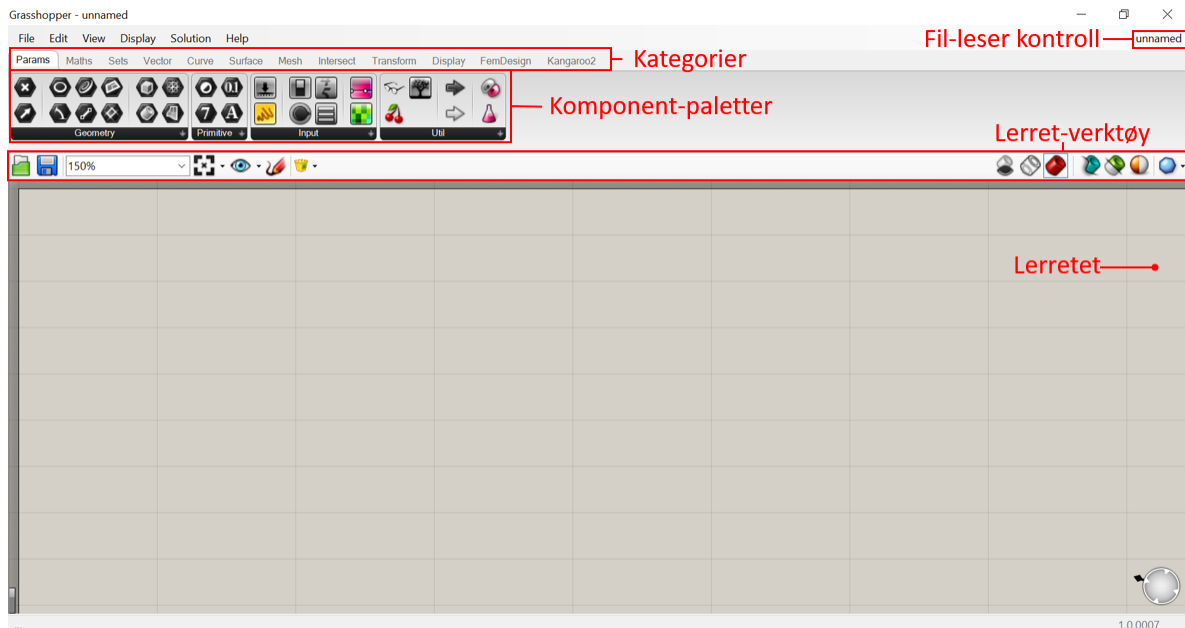 Grasshopper - unnamed
File Edit View Display Solution Help
Fil-leser kontroll
unnamed
Params Maths Sets Vector Curve Surface Mesh Intersect Transform Display FemDesign Kangaroo2
Kategorier
0.1
7 A
Komponent-paletter
Geometry Primitive Input Util
Lerret-verktøy
150%
Lerretet
1.0.0007